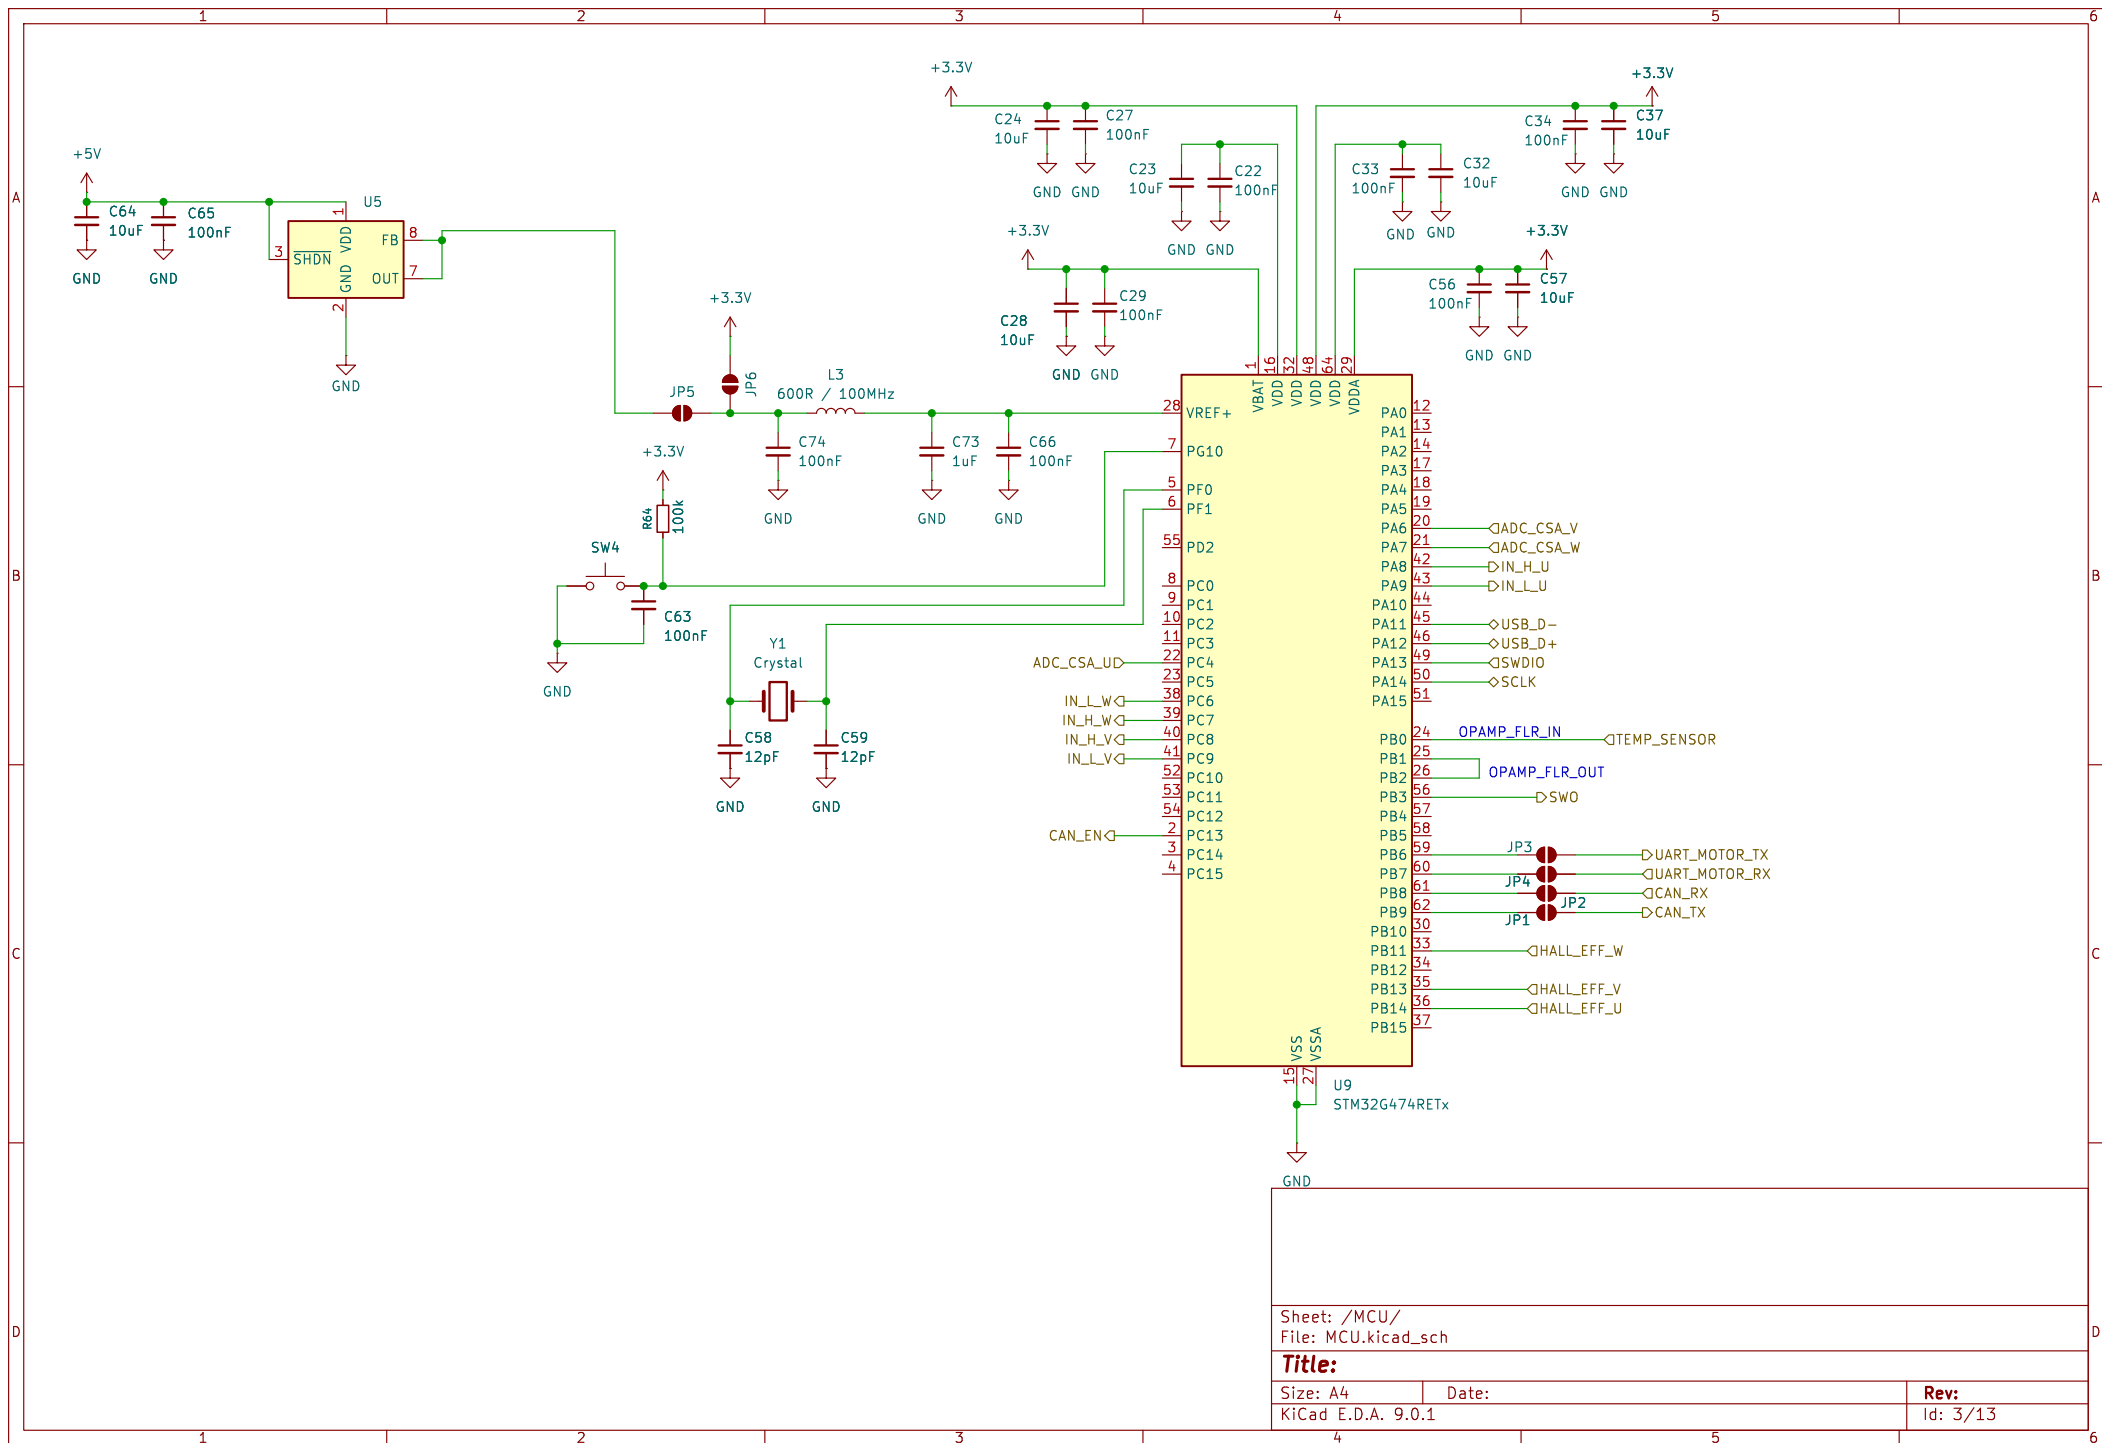 1 2 3 4 5 6
A
B
C
D
A
B
C
D
1 2 3 4 5 6
+5V
C64
10uF
GND
C65
100nF
GND
U5
1
VDD
3
SHDN
GND
2
FB
8
OUT
7
GND
+3.3V
JP6
JP5
L3
600R / 100MHz
C74
100nF
GND
C73
1uF
GND
C66
100nF
GND
+3.3V
R64
100k
SW4
C63
100nF
GND
Y1
Crystal
C58
12pF
GND
C59
12pF
GND
+3.3V
C24
10uF
GND
C27
100nF
GND
C23
10uF
GND
C22
100nF
GND
+3.3V
C28
10uF
GND
C29
100nF
GND
+3.3V
C34
100nF
GND
C37
10uF
GND
C33
100nF
GND
C32
10uF
GND
+3.3V
C56
100nF
GND
C57
10uF
GND
1 VBAT
16 VDD
32 VDD
48 VDD
64 VDD
29 VDDA
28 VREF+
7 PG10
5 PF0
6 PF1
55 PD2
8 PC0
9 PC1
10 PC2
11 PC3
ADC_CSA_U 22 PC4
23 PC5
IN_L_W 38 PC6
IN_H_W 39 PC7
IN_H_V 40 PC8
IN_L_V 41 PC9
52 PC10
53 PC11
54 PC12
CAN_EN 2 PC13
3 PC14
4 PC15
PA0 12
PA1 13
PA2 14
PA3 17
PA4 18
PA5 19
PA6 20 ADC_CSA_V
PA7 21 ADC_CSA_W
PA8 42 IN_H_U
PA9 43 IN_L_U
PA10 44
PA11 45 USB_D-
PA12 46 USB_D+
PA13 49 SWDIO
PA14 50 SCLK
PA15 51
PB0 24 OPAMP_FLR_IN TEMP_SENSOR
PB1 25
PB2 26 OPAMP_FLR_OUT
PB3 56 SWO
PB4 57
PB5 58
PB6 59 JP3 UART_MOTOR_TX
PB7 60 JP4 UART_MOTOR_RX
PB8 61 JP2 CAN_RX
PB9 62 JP1 CAN_TX
PB10 30
PB11 33 HALL_EFF_W
PB12 34
PB13 35 HALL_EFF_V
PB14 36 HALL_EFF_U
PB15 37
VSS 15
VSSA 27
U9
STM32G474RETx
GND
Sheet: /MCU/
File: MCU.kicad_sch
Title:
Size: A4 Date: Rev:
KiCad E.D.A. 9.0.1 Id: 3/13